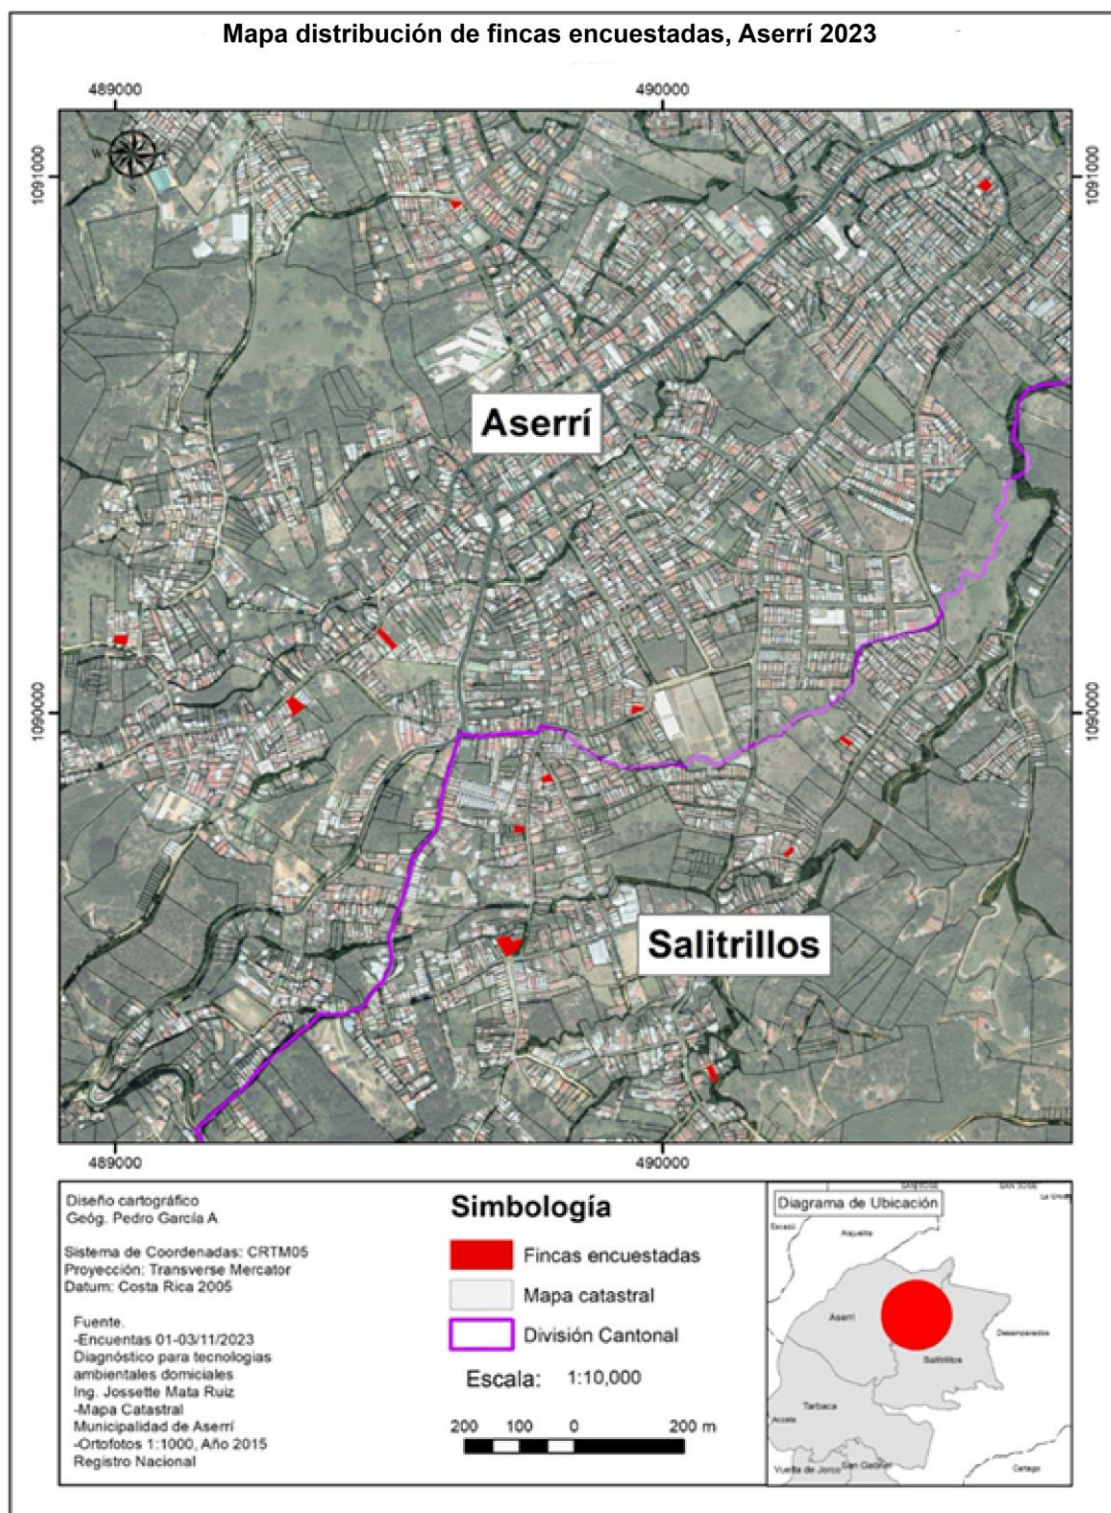 Mapa distribución de fincas encuestadas, Aserrí 2023
489000
490000
1091000
1091000
W
S
Aserrí
1090000
1090000
Salitrillos
489000
490000
Diseño cartográfico
Geóg. Pedro García A
Sistema de Coordenadas: CRTM05
Proyección: Transverse Mercator
Datum: Costa Rica 2005
Fuente.
-Encuentas 01-03/11/2023
Diagnóstico para tecnologias
ambientales domiciales
Ing. Jossette Mata Ruiz
-Mapa Catastral
Municipalidad de Aserrí
-Ortofotos 1:1000, Año 2015
Registro Nacional
Simbología
Fincas encuestadas
Mapa catastral
División Cantonal
Escala: 1:10,000
200 100 0 200 m
Diagrama de Ubicación
Escazú
Alajuelita
Aserrí
Desamparados
Salitrillos
Tarbaca
Acosta
Vuelta de Jorco
San Gabriel
Cartago